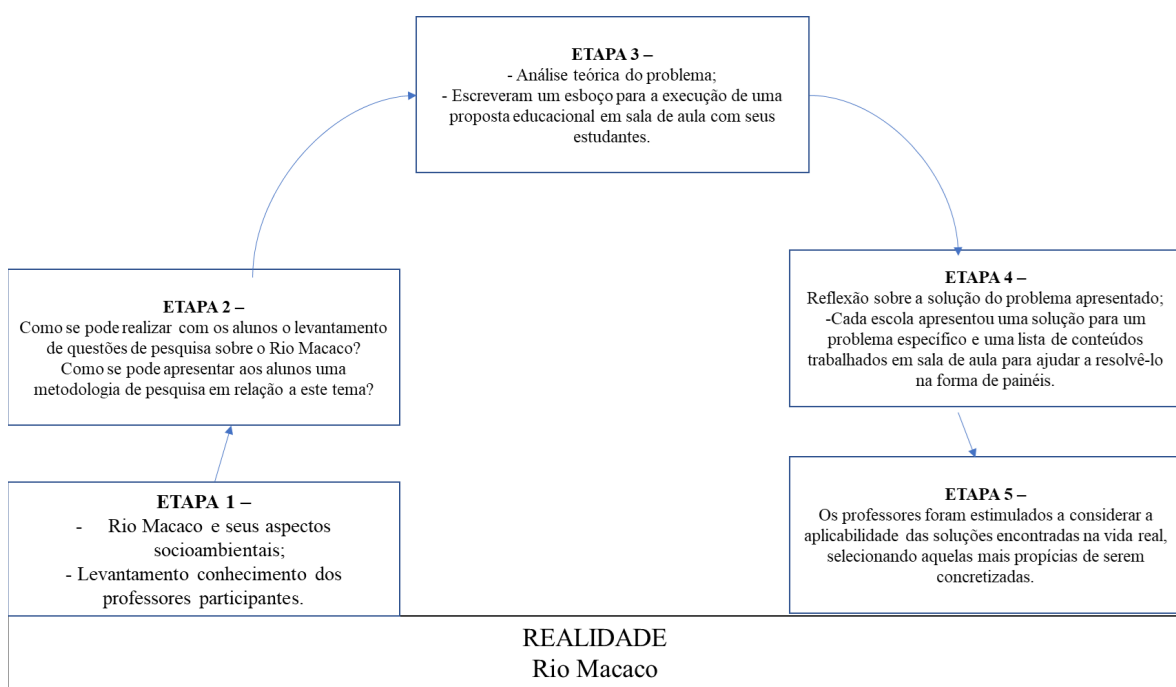 ETAPA 1 –
- Rio Macaco e seus aspectos
socioambientais;
- Levantamento conhecimento dos
professores participantes.
ETAPA 2 –
Como se pode realizar com os alunos o levantamento
de questões de pesquisa sobre o Rio Macaco?
Como se pode apresentar aos alunos uma
metodologia de pesquisa em relação a este tema?
ETAPA 3 –
- Análise teórica do problema;
- Escreveram um esboço para a execução de uma
proposta educacional em sala de aula com seus
estudantes.
ETAPA 4 –
Reflexão sobre a solução do problema apresentado;
-Cada escola apresentou uma solução para um
problema específico e uma lista de conteúdos
trabalhados em sala de aula para ajudar a resolvê-lo
na forma de painéis.
ETAPA 5 –
Os professores foram estimulados a considerar a
aplicabilidade das soluções encontradas na vida real,
selecionando aquelas mais propícias de serem
concretizadas.
REALIDADE
Rio Macaco